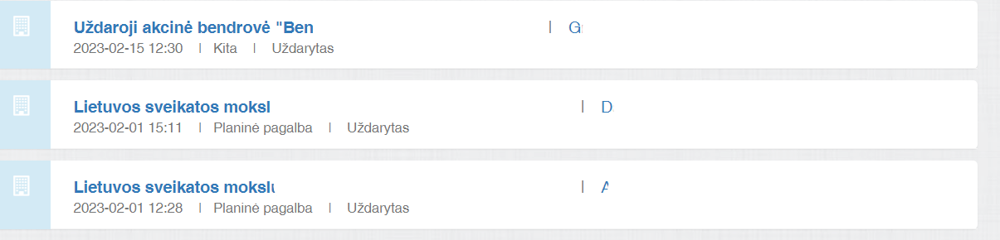 Uždaroji akcinė bendrovė "Ben | G
2023-02-15 12:30 | Kita | Uždarytas
Lietuvos sveikatos moksl | D
2023-02-01 15:11 | Planinė pagalba | Uždarytas
Lietuvos sveikatos mokslu | A
2023-02-01 12:28 | Planinė pagalba | Uždarytas